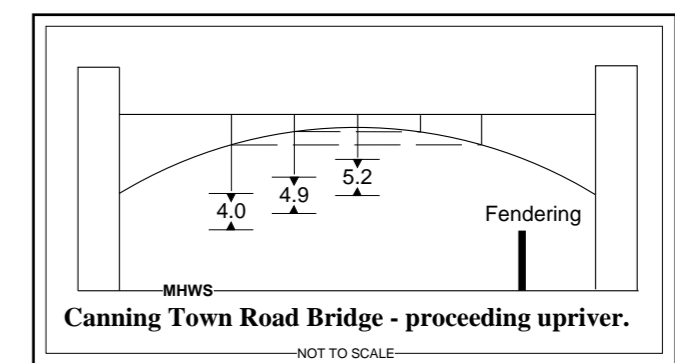 5.2
4.9
4.0
Fendering
MHWS
Canning Town Road Bridge - proceeding upriver.
NOT TO SCALE